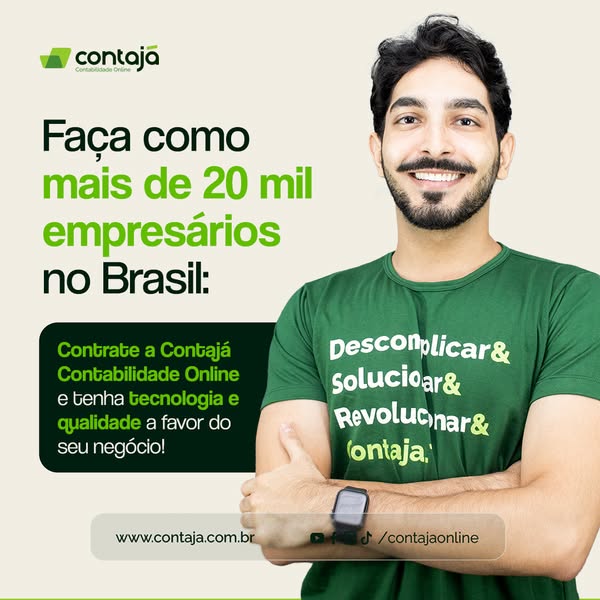 contajá
Contabilidade Online
Faça como
mais de 20 mil
empresários
no Brasil:
Contrate a Contajá
Contabilidade Online
e tenha tecnologia e
qualidade a favor do
seu negócio!
Descomplicar&
Solucionar&
Revolucionar&
Contaja.
www.contaja.com.br
/contajaonline